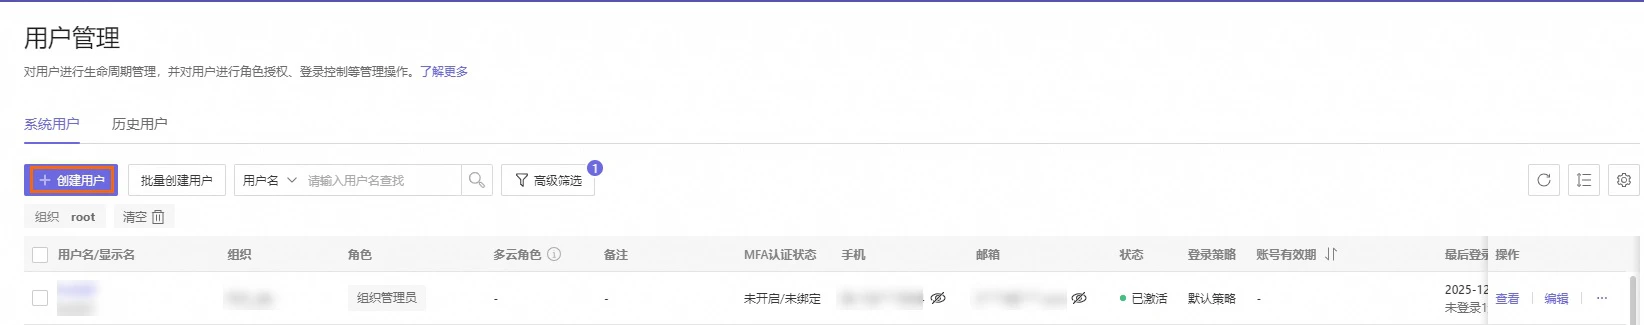 用户管理
对用户进行生命周期管理，并对用户进行角色授权、登录控制等管理操作。了解更多
系统用户 历史用户
创建用户 批量创建用户 用户名 请输入用户名查找 高级筛选 1
组织 root 清空
用户名/显示名 组织 角色 多云角色 备注 MFA认证状态 手机 邮箱 状态 登录策略 账号有效期 最后登录 操作
组织管理员 - - 未开启/未绑定 已激活 默认策略 - 2025-12 查看 编辑 ···
未登录1